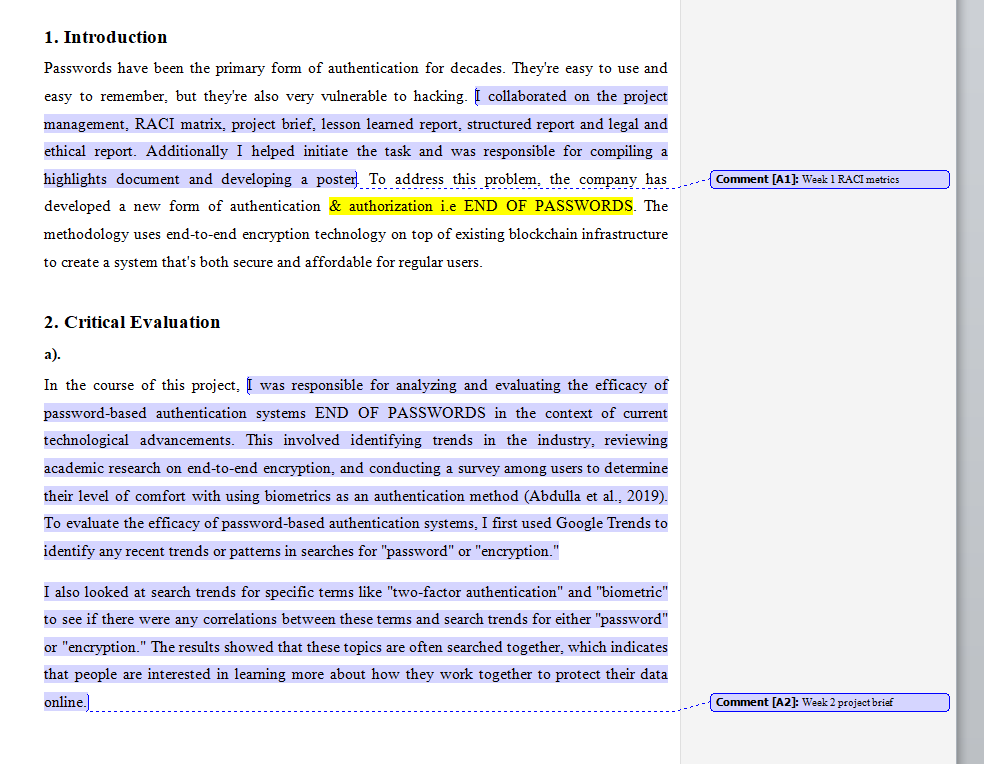 1. Introduction
Passwords have been the primary form of authentication for decades. They're easy to use and
easy to remember, but they're also very vulnerable to hacking. I collaborated on the project
management, RACI matrix, project brief, lesson learned report, structured report and legal and
ethical report. Additionally I helped initiate the task and was responsible for compiling a
highlights document and developing a poster. To address this problem, the company has
Comment [A1]: Week 1 RACI metrics
developed a new form of authentication & authorization i.e END OF PASSWORDS. The
methodology uses end-to-end encryption technology on top of existing blockchain infrastructure
to create a system that's both secure and affordable for regular users.
2. Critical Evaluation
a).
In the course of this project, I was responsible for analyzing and evaluating the efficacy of
password-based authentication systems END OF PASSWORDS in the context of current
technological advancements. This involved identifying trends in the industry, reviewing
academic research on end-to-end encryption, and conducting a survey among users to determine
their level of comfort with using biometrics as an authentication method (Abdulla et al., 2019).
To evaluate the efficacy of password-based authentication systems, I first used Google Trends to
identify any recent trends or patterns in searches for "password" or "encryption."
I also looked at search trends for specific terms like "two-factor authentication" and "biometric"
to see if there were any correlations between these terms and search trends for either "password"
or "encryption." The results showed that these topics are often searched together, which indicates
that people are interested in learning more about how they work together to protect their data
online.
Comment [A2]: Week 2 project brief